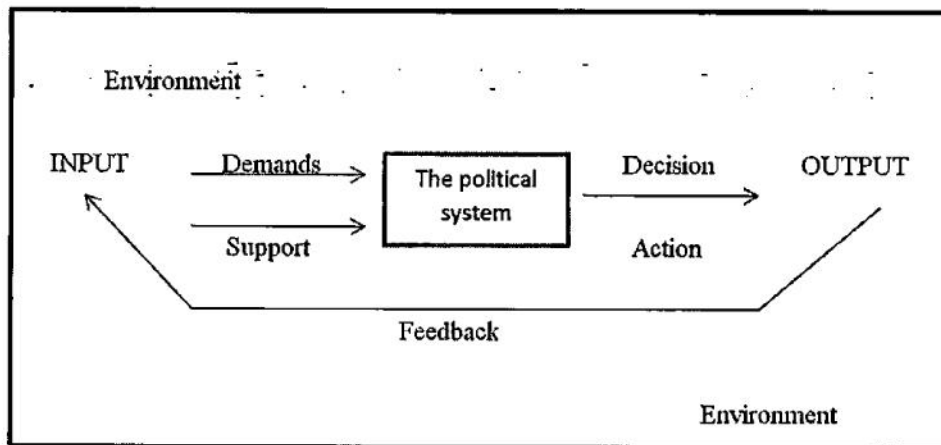 Environment
INPUT
Demands
The political
system
Decision
OUTPUT
Support
Action
Feedback
Environment